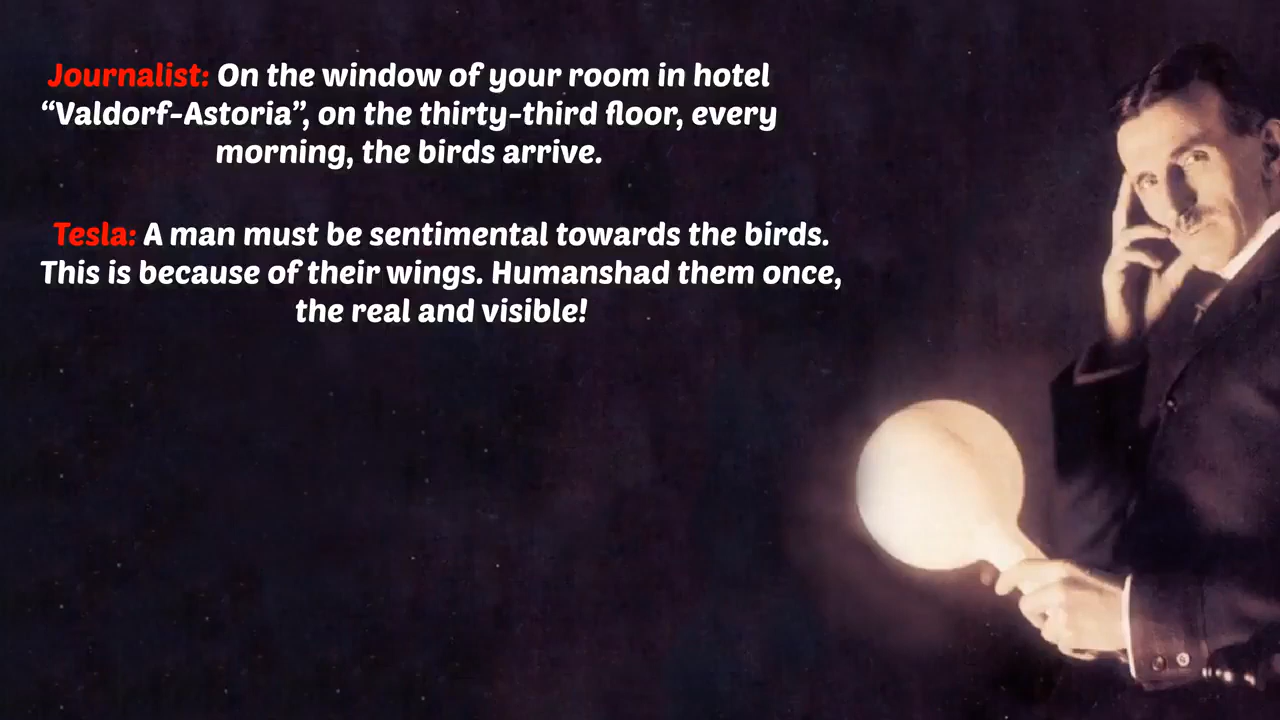 Journalist: On the window of your room in hotel
“Valdorf-Astoria”, on the thirty-third floor, every
morning, the birds arrive.
Tesla: A man must be sentimental towards the birds.
This is because of their wings. Humanshad them once,
the real and visible!